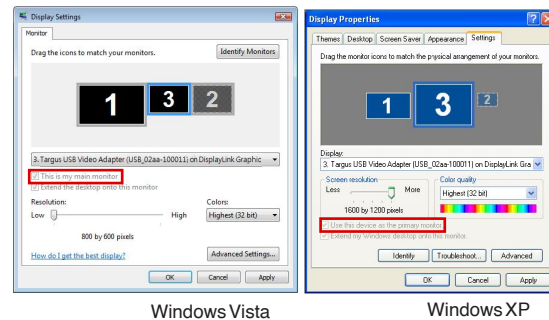 Display Settings
Monitor
Drag the icons to match your monitors.
Identify Monitors
1
3
2
3. Targus USB Video Adapter (USB_02aa-100011) on DisplayLink Graphic
This is my main monitor
Extend the desktop onto this monitor
Resolution:
Low
High
800 by 600 pixels
Colors:
Highest (32 bit)
How do I get the best display?
Advanced Settings...
OK
Cancel
Apply
Windows Vista
Display Properties
Themes
Desktop
Screen Saver
Appearance
Settings
Drag the monitor icons to match the physical arrangement of your monitors.
1
3
2
Display:
3. Targus USB Video Adapter (USB_02aa-100011) on DisplayLink Gra
Screen resolution
Less
More
1600 by 1200 pixels
Color quality
Highest (32 bit)
Use this device as the primary monitor.
Extend my Windows desktop onto this monitor.
Identify
Troubleshoot...
Advanced
OK
Cancel
Apply
Windows XP